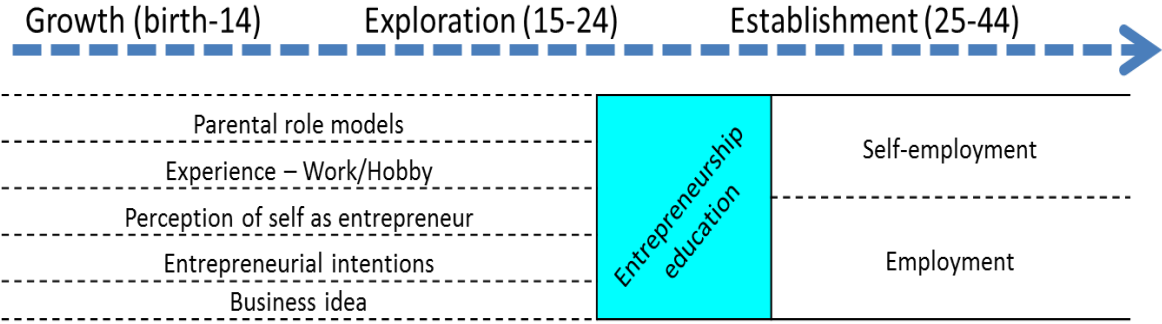 Growth (birth-14) Exploration (15-24) Establishment (25-44)
Parental role models
Experience – Work/Hobby
Perception of self as entrepreneur
Entrepreneurial intentions
Business idea
Entrepreneurship
education
Self-employment
Employment